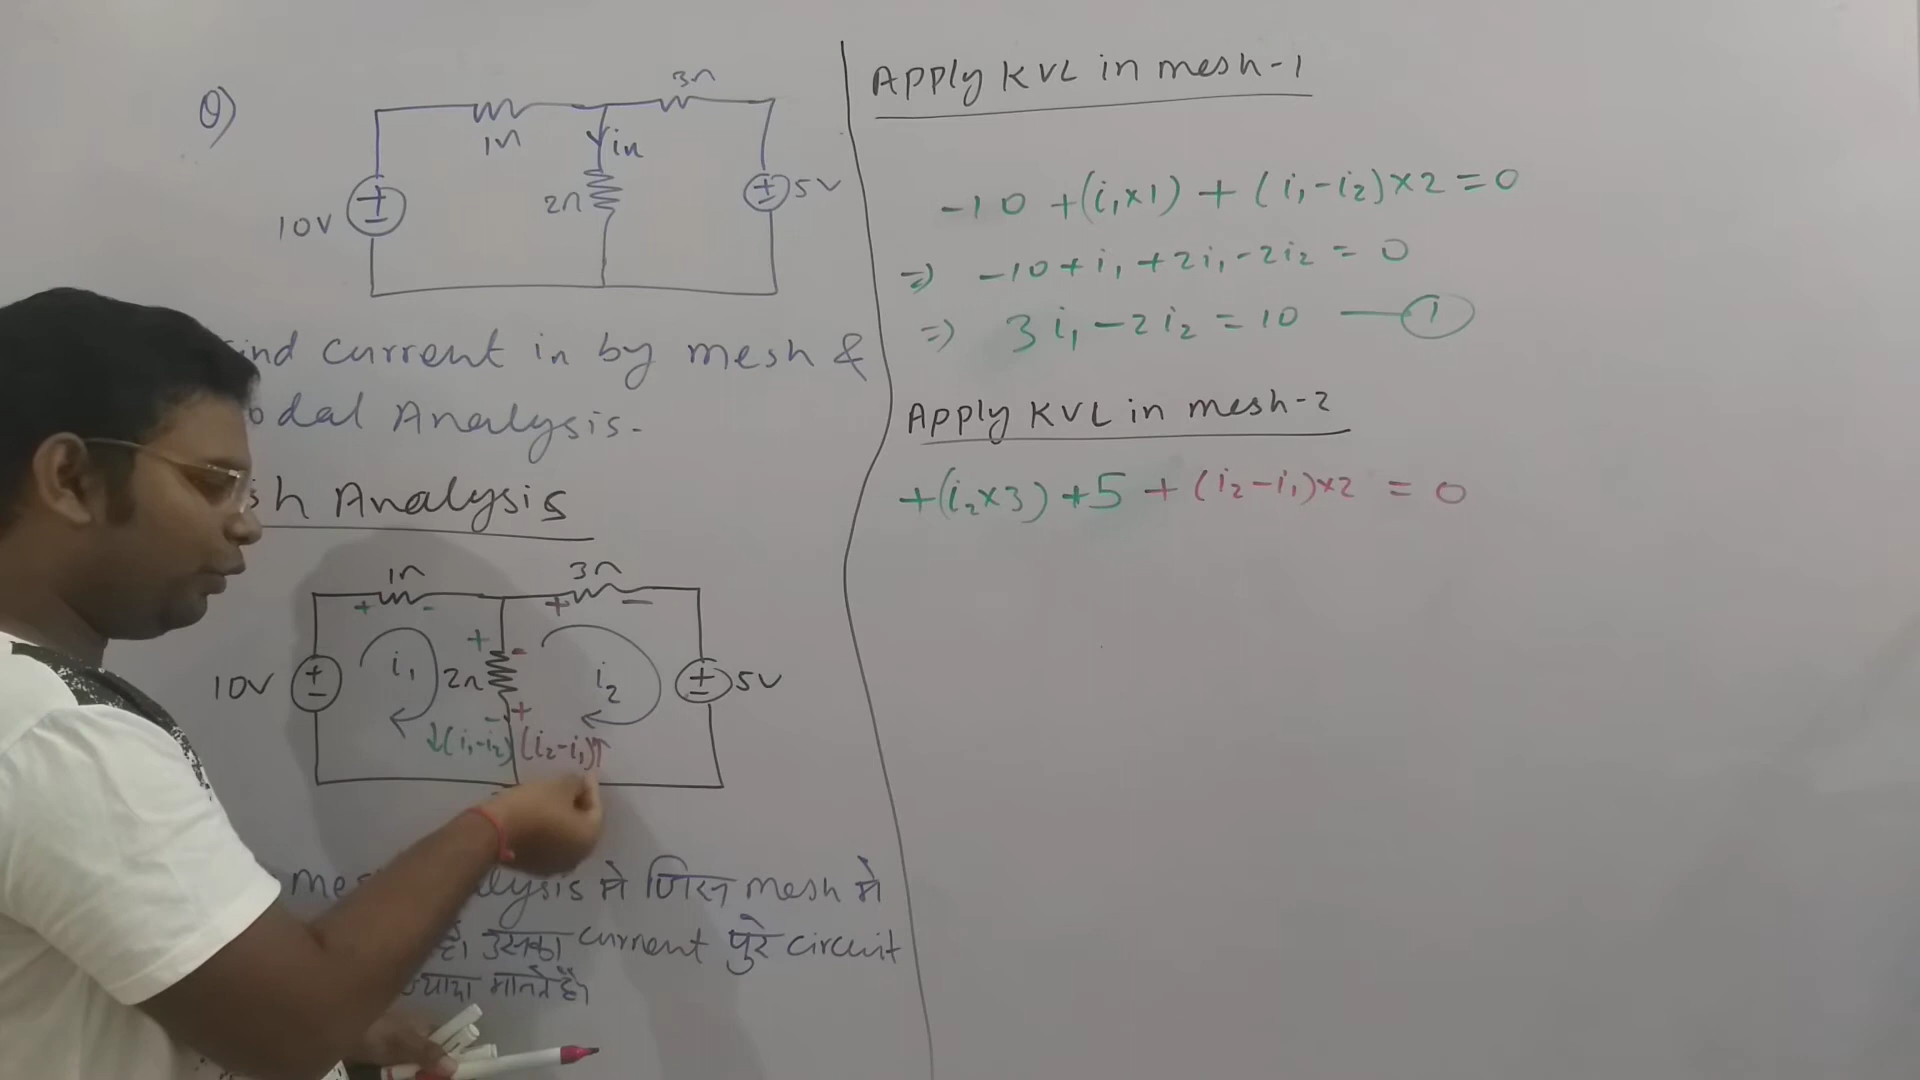 Q)
1Ω
3Ω
in
2Ω
10V
+
-
+
-
5V
ind current in by mesh &
odal Analysis.
sh Analysis
1Ω
3Ω
+ -
+ -
10V
+
-
i₁
2Ω
+
-
-
+
i₂
+
-
5V
↓(i₁-i₂)
(i₂-i₁)↑
me lysis में जिस mesh में
है। उसका current पुरे circuit
मानते हैं।
Apply KVL in mesh-1
-10 +(i₁×1) + (i₁-i₂)×2 = 0
⇒ -10+i₁+2i₁-2i₂ = 0
⇒ 3i₁-2i₂ = 10 — 1
Apply KVL in mesh-2
+(i₂×3) +5 + (i₂-i₁)×2 = 0